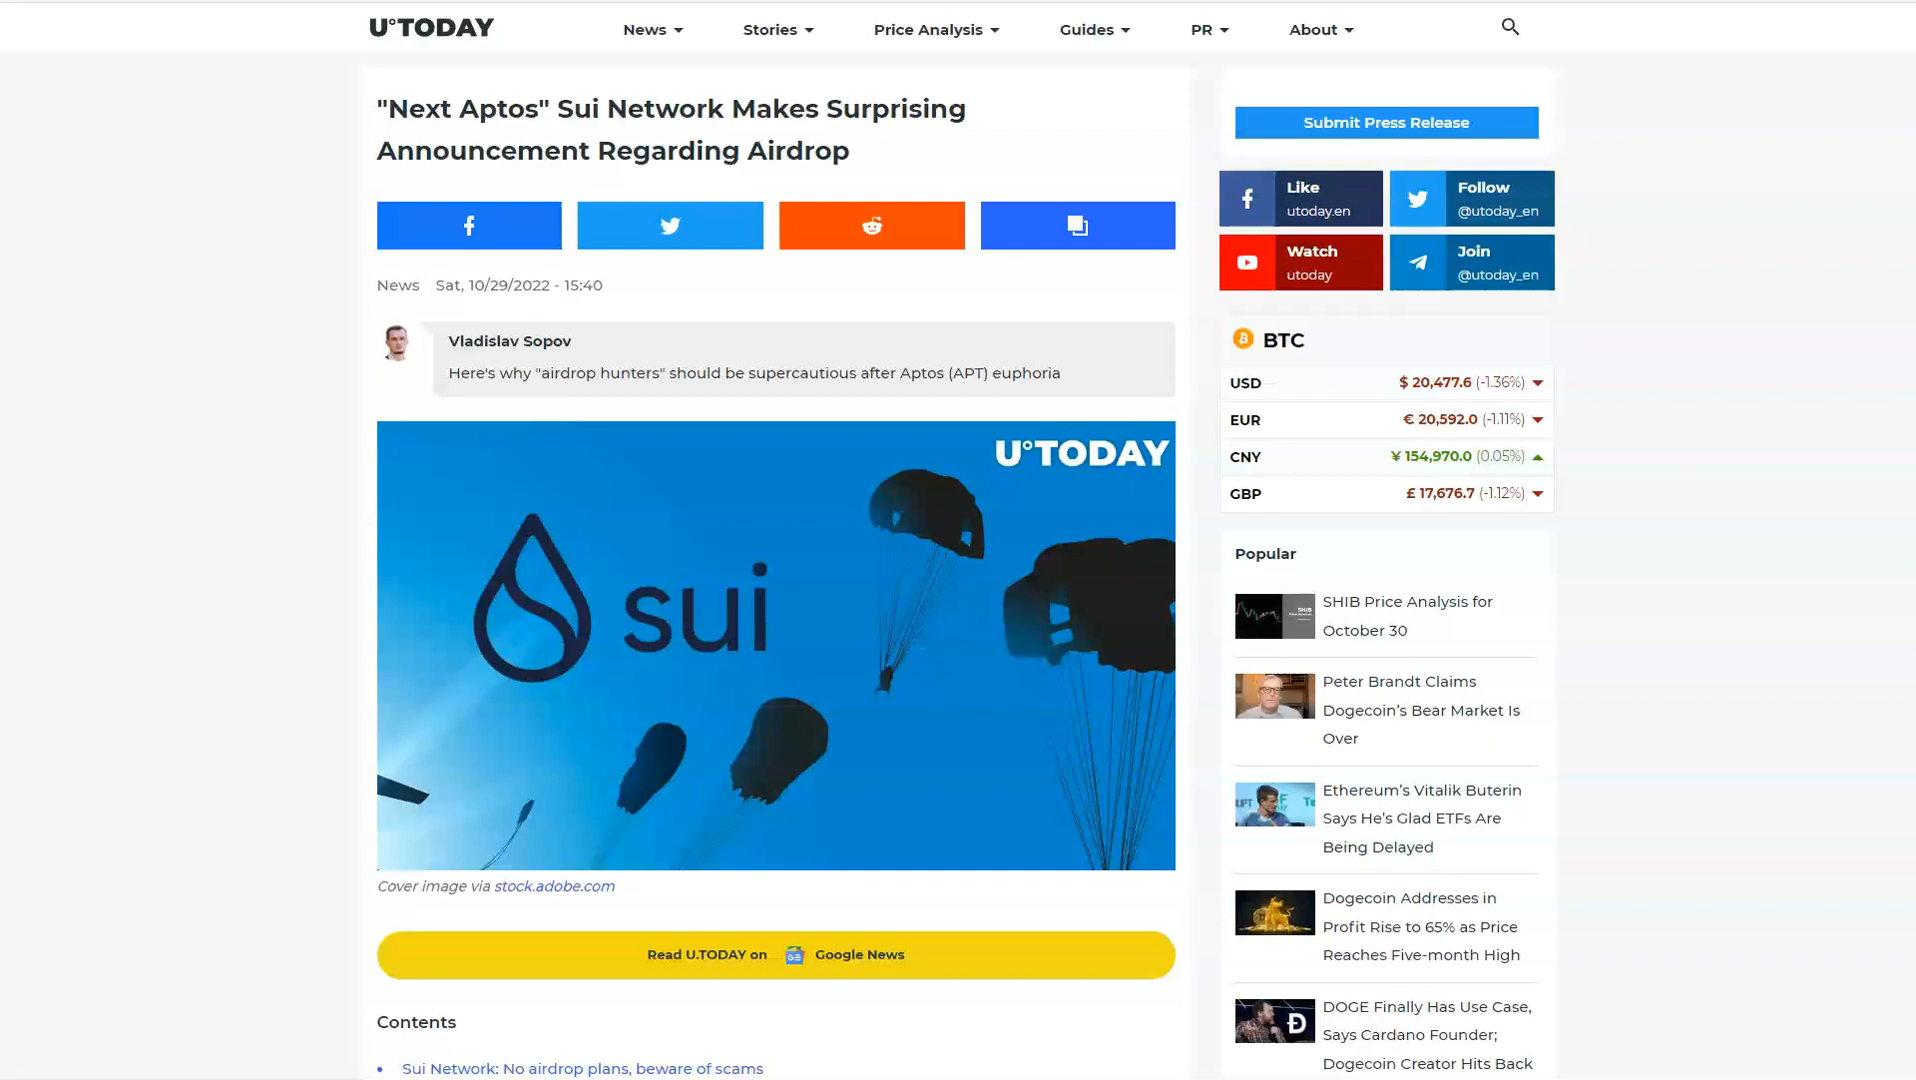 U°TODAY
News
Stories
Price Analysis
Guides
PR
About
"Next Aptos" Sui Network Makes Surprising
Announcement Regarding Airdrop
News Sat, 10/29/2022 - 15:40
Vladislav Sopov
Here's why "airdrop hunters" should be supercautious after Aptos (APT) euphoria
U°TODAY
sui
Cover image via stock.adobe.com
Read U.TODAY on Google News
Contents
• Sui Network: No airdrop plans, beware of scams
Submit Press Release
Like
utoday.en
Follow
@utoday_en
Watch
utoday
Join
@utoday_en
BTC
USD $ 20,477.6 (-1.36%)
EUR € 20,592.0 (-1.11%)
CNY ¥ 154,970.0 (0.05%)
GBP £ 17,676.7 (-1.12%)
Popular
SHIB Price Analysis for
October 30
Peter Brandt Claims
Dogecoin’s Bear Market Is
Over
Ethereum’s Vitalik Buterin
Says He’s Glad ETFs Are
Being Delayed
Dogecoin Addresses in
Profit Rise to 65% as Price
Reaches Five-month High
DOGE Finally Has Use Case,
Says Cardano Founder;
Dogecoin Creator Hits Back